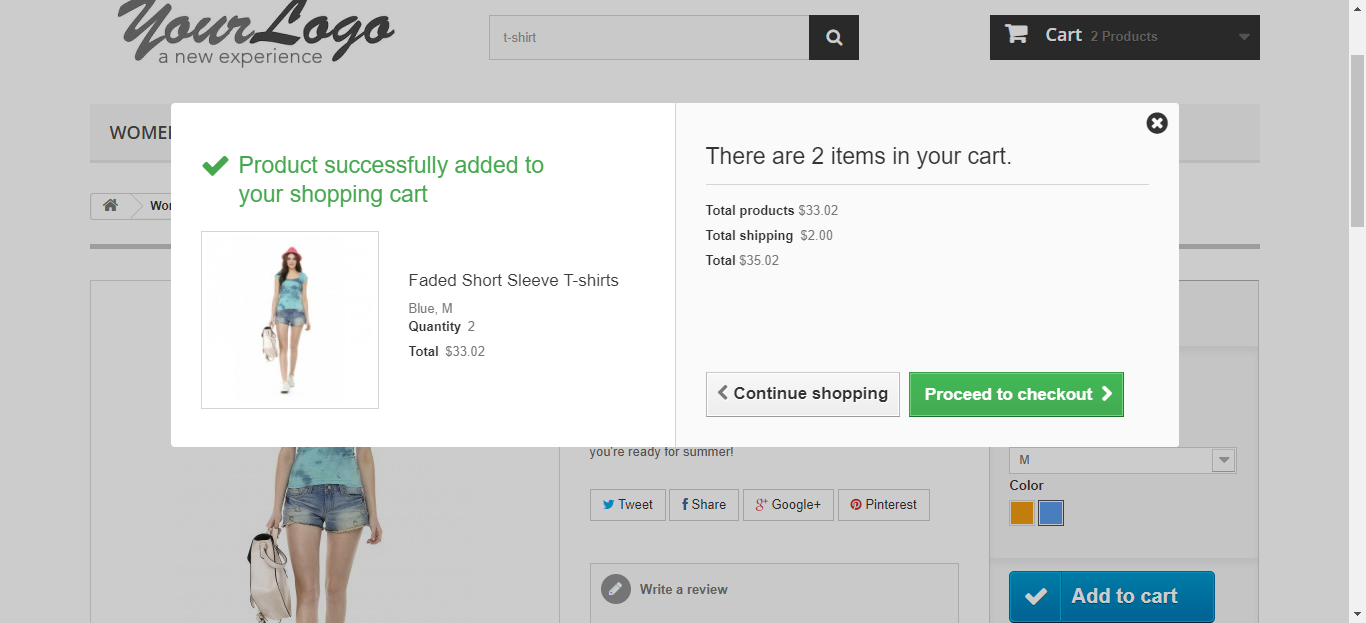 YourLogo
a new experience
t-shirt
Cart 2 Products
WOMEN
Product successfully added to
your shopping cart
There are 2 items in your cart.
Total products $33.02
Total shipping $2.00
Total $35.02
Faded Short Sleeve T-shirts
Blue, M
Quantity 2
Total $33.02
Continue shopping
Proceed to checkout
you're ready for summer!
M
Color
Tweet
Share
Google+
Pinterest
Write a review
Add to cart